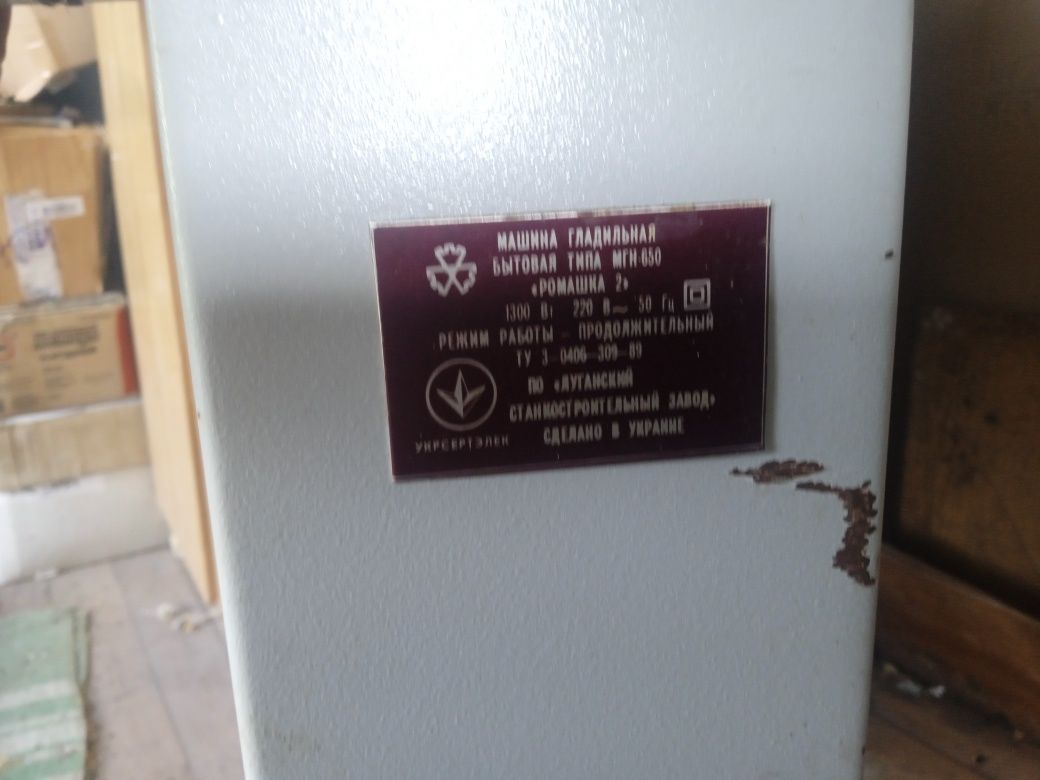 МАШИНА ГЛАДИЛЬНАЯ
БЫТОВАЯ ТИПА МГН-650
«РОМАШКА 2»
1300 Вт 220 В ~ 50 Гц
РЕЖИМ РАБОТЫ - ПРОДОЛЖИТЕЛЬНЫЙ
ТУ 3-0406-309-89
ПО «ЛУГАНСКИЙ
СТАНКОСТРОИТЕЛЬНЫЙ ЗАВОД»
СДЕЛАНО В УКРАИНЕ
УКРСЕРТЭЛЕК